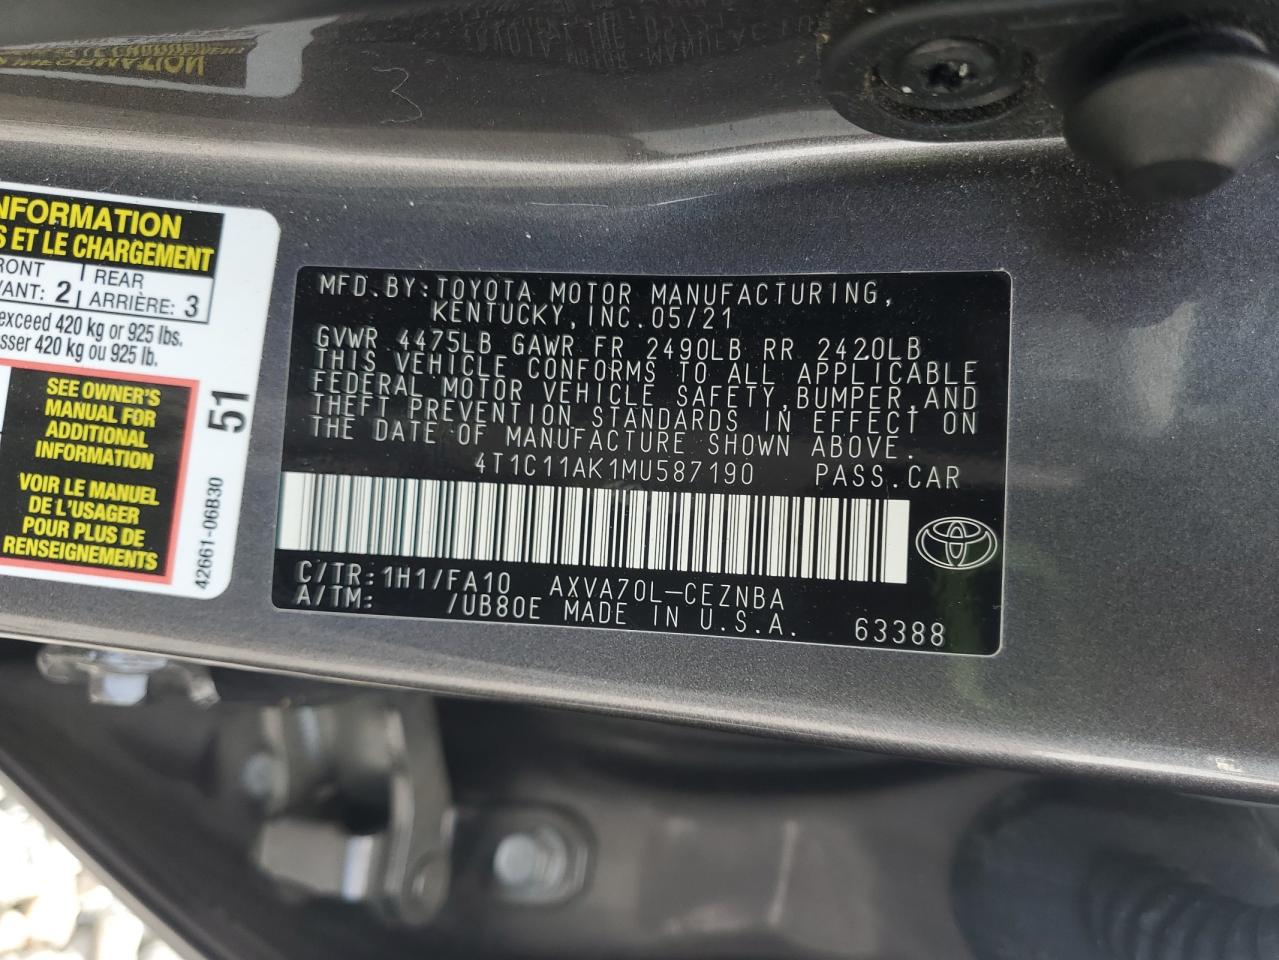 NFORMATION
S ET LE CHARGEMENT
RONT
VANT: 2
REAR
ARRIÈRE: 3
exceed 420 kg or 925 lbs.
sser 420 kg ou 925 lb.
SEE OWNER'S
MANUAL FOR
ADDITIONAL
INFORMATION
VOIR LE MANUEL
DE L'USAGER
POUR PLUS DE
RENSEIGNEMENTS
51
42661-06B30
MFD.BY:TOYOTA MOTOR MANUFACTURING,
KENTUCKY,INC.05/21
GVWR 4475LB GAWR FR 2490LB RR 2420LB
THIS VEHICLE CONFORMS TO ALL APPLICABLE
FEDERAL MOTOR VEHICLE SAFETY,BUMPER,AND
THEFT PREVENTION STANDARDS IN EFFECT ON
THE DATE OF MANUFACTURE SHOWN ABOVE.
4T1C11AK1MU587190 PASS.CAR
C/TR:1H1/FA10 AXVA70L-CEZNBA
A/TM: /UB80E MADE IN U.S.A. 63388